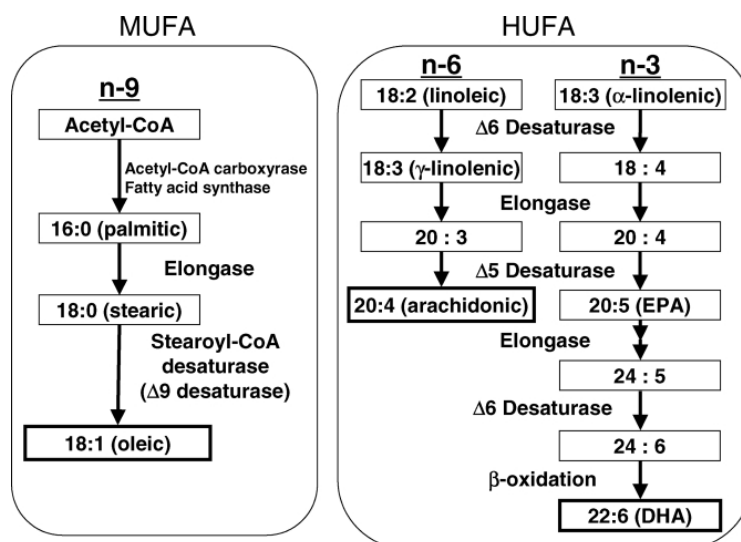 MUFA
n-9
Acetyl-CoA
Acetyl-CoA carboxyrase
Fatty acid synthase
16:0 (palmitic)
Elongase
18:0 (stearic)
Stearoyl-CoA
desaturase
(Δ9 desaturase)
18:1 (oleic)
HUFA
n-6
n-3
18:2 (linoleic)
18:3 (α-linolenic)
Δ6 Desaturase
18:3 (γ-linolenic)
18 : 4
Elongase
20 : 3
20 : 4
Δ5 Desaturase
20:4 (arachidonic)
20:5 (EPA)
Elongase
24 : 5
Δ6 Desaturase
24 : 6
β-oxidation
22:6 (DHA)